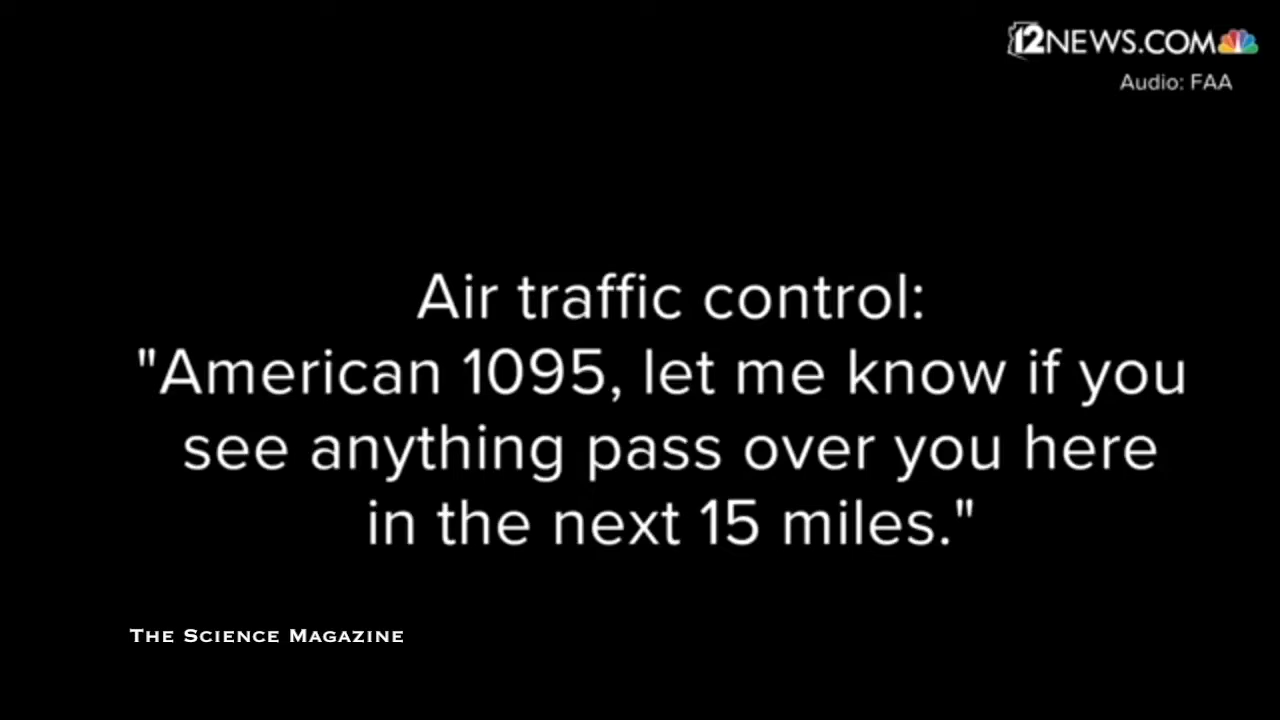 12NEWS.COM
Audio: FAA
Air traffic control:
"American 1095, let me know if you
see anything pass over you here
in the next 15 miles."
The Science Magazine